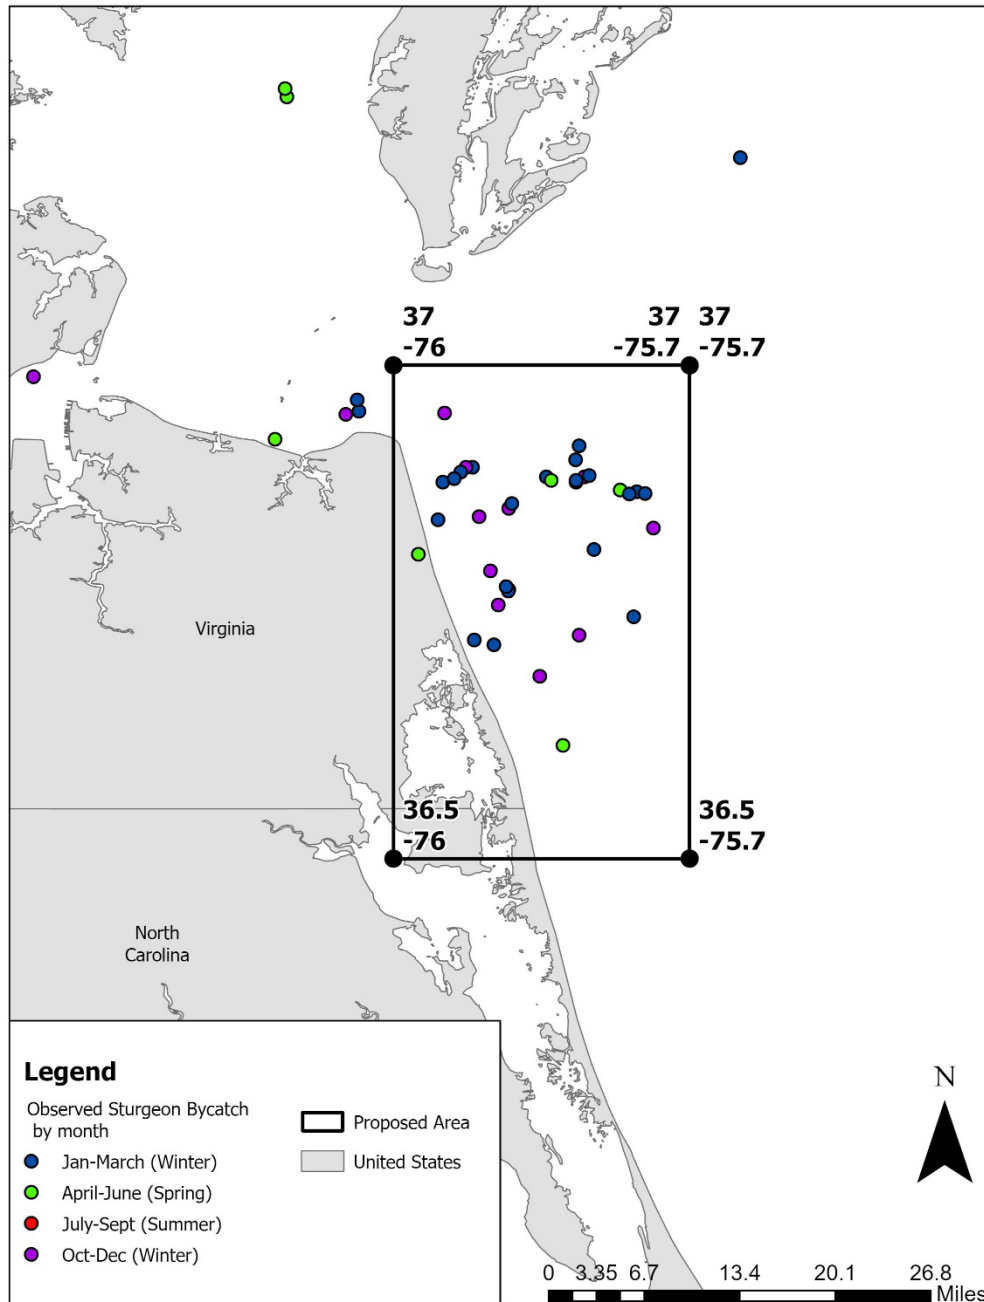 37
-76
37
-75.7
37
-75.7
Virginia
36.5
-76
36.5
-75.7
North
Carolina
Legend
Observed Sturgeon Bycatch
by month
Jan-March (Winter)
April-June (Spring)
July-Sept (Summer)
Oct-Dec (Winter)
Proposed Area
United States
N
0 3.35 6.7 13.4 20.1 26.8
Miles